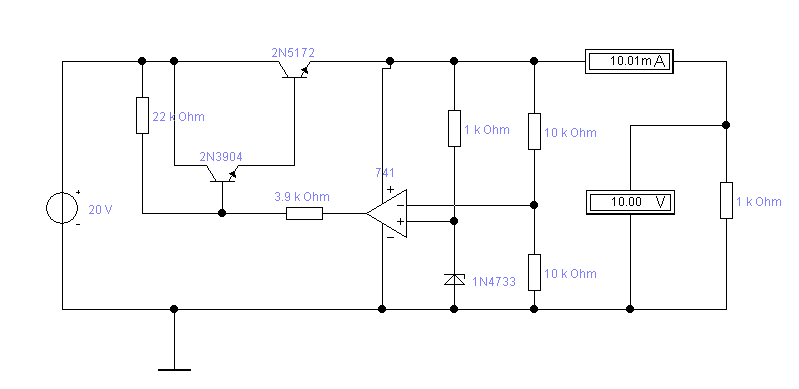 2N5172
10.01mA
22 k Ohm
1 k Ohm
10 k Ohm
2N3904
741
+
3.9 k Ohm
−
+
−
+
20 V
-
10.00 V
1 k Ohm
10 k Ohm
1N4733